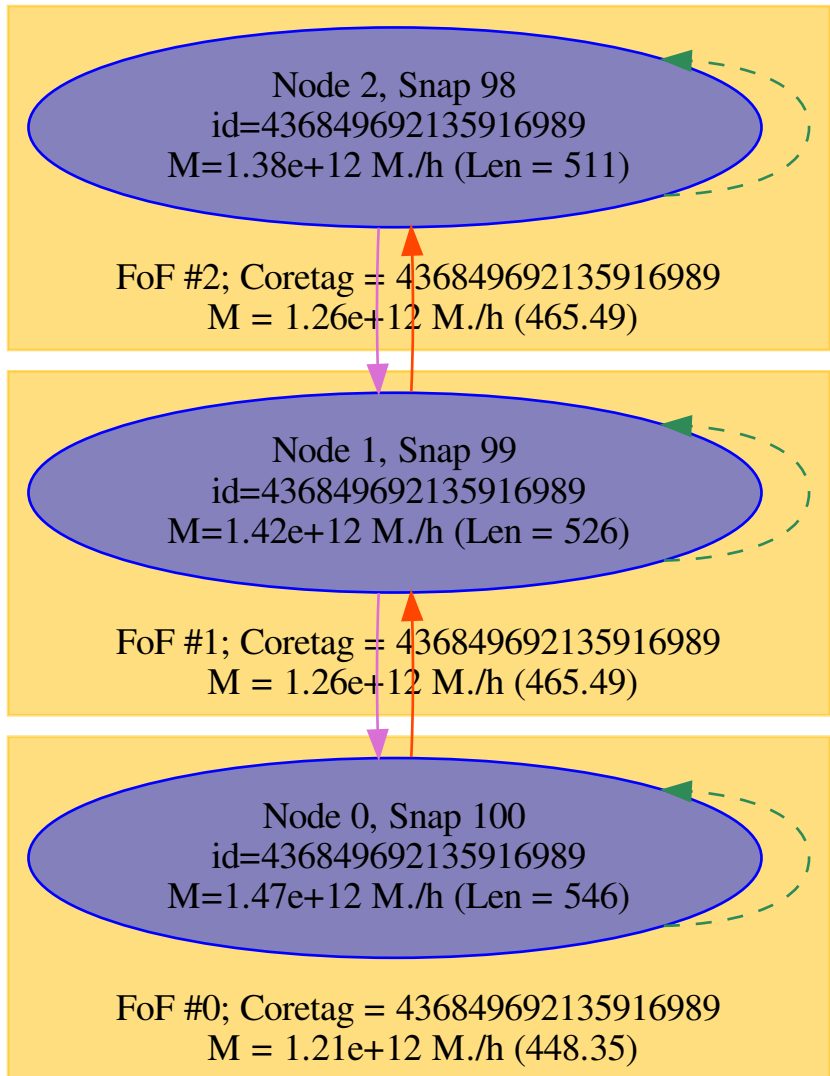 Node 2, Snap 98
id=436849692135916989
M=1.38e+12 M./h (Len = 511)
FoF #2; Coretag = 436849692135916989
M = 1.26e+12 M./h (465.49)
Node 1, Snap 99
id=436849692135916989
M=1.42e+12 M./h (Len = 526)
FoF #1; Coretag = 436849692135916989
M = 1.26e+12 M./h (465.49)
Node 0, Snap 100
id=436849692135916989
M=1.47e+12 M./h (Len = 546)
FoF #0; Coretag = 436849692135916989
M = 1.21e+12 M./h (448.35)